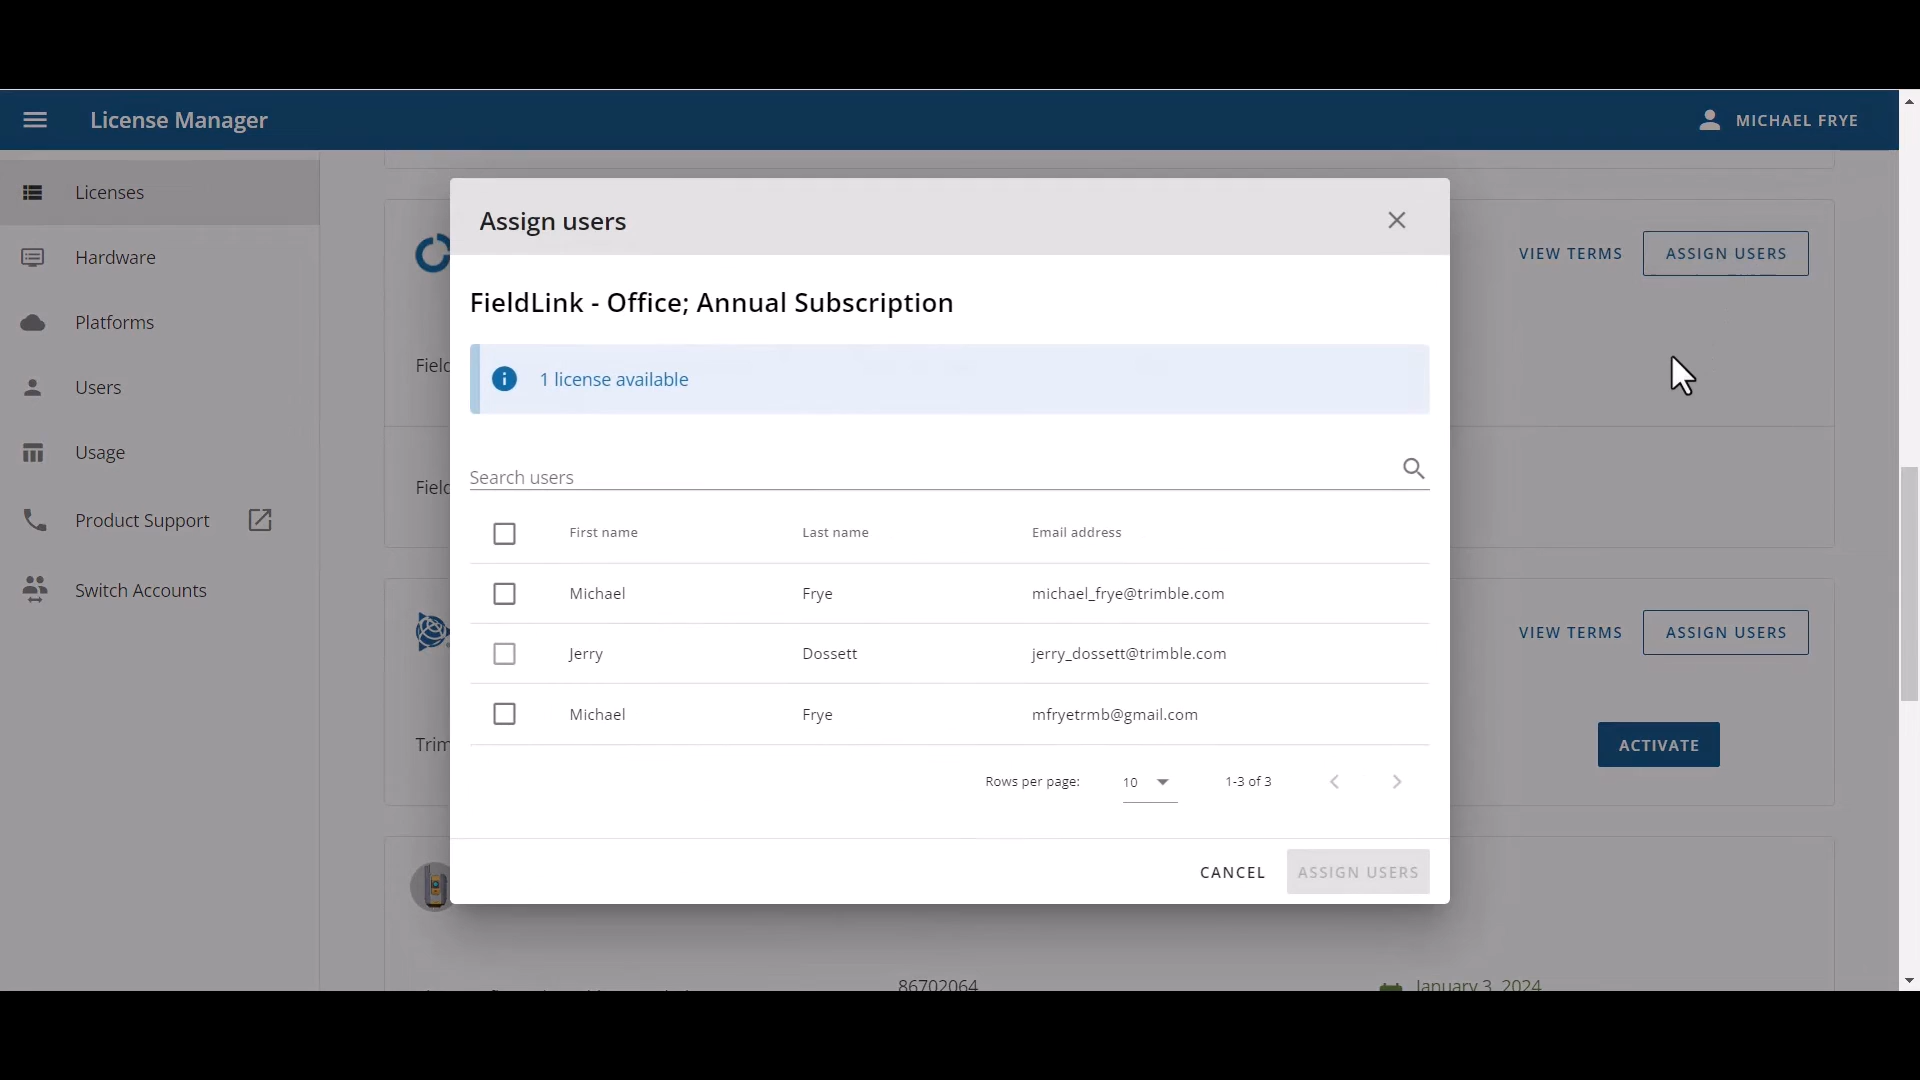 License Manager
MICHAEL FRYE
Licenses
Hardware
Platforms
Users
Usage
Product Support
Switch Accounts
Assign users
FieldLink - Office; Annual Subscription
1 license available
Search users
First name Last name Email address
Michael Frye michael_frye@trimble.com
Jerry Dossett jerry_dossett@trimble.com
Michael Frye mfryetrmb@gmail.com
Rows per page: 10 1-3 of 3
CANCEL ASSIGN USERS
VIEW TERMS ASSIGN USERS
Field
Field
VIEW TERMS ASSIGN USERS
Trim
ACTIVATE
86702064 January 3, 2024